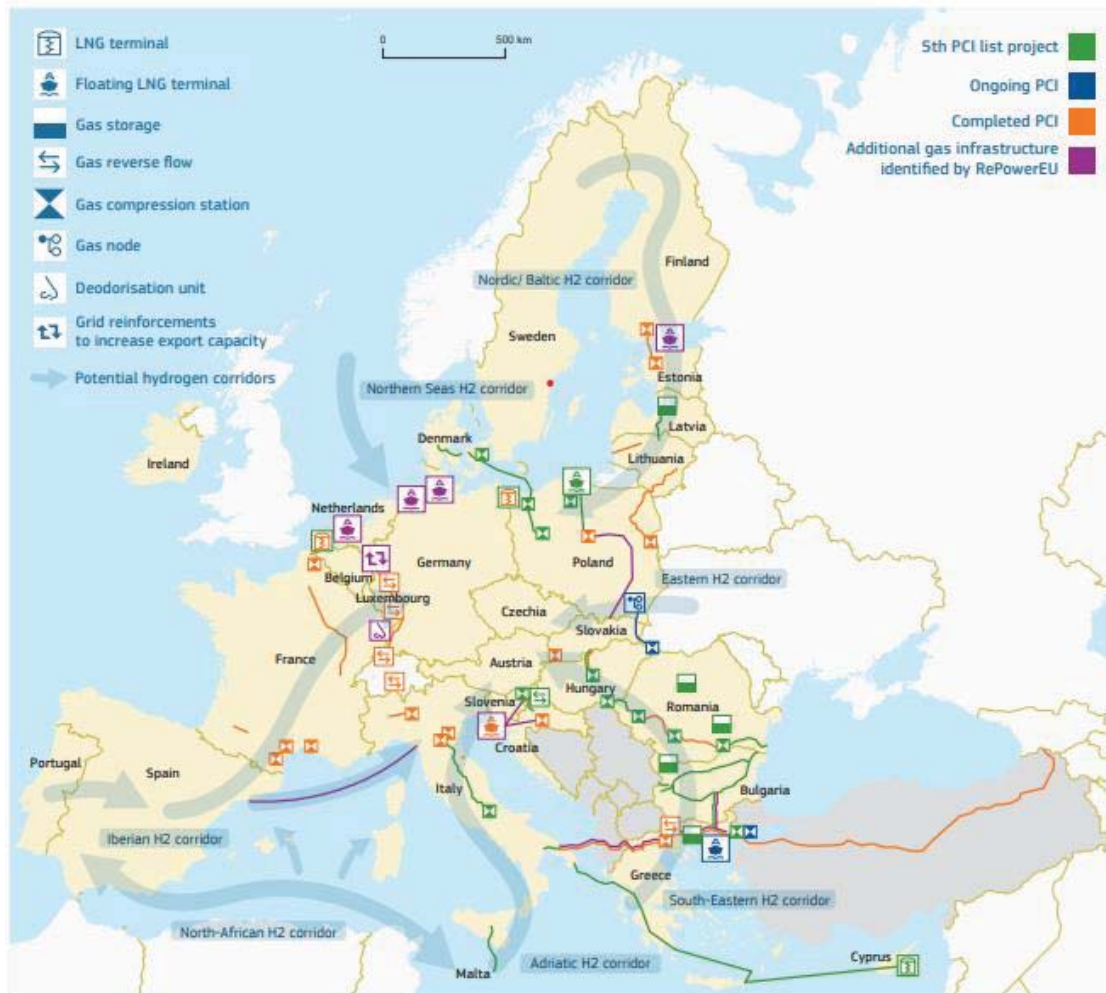 LNG terminal
Floating LNG terminal
Gas storage
Gas reverse flow
Gas compression station
Gas node
Deodorisation unit
Grid reinforcements
to increase export capacity
Potential hydrogen corridors
0 500 km
5th PCI list project
Ongoing PCI
Completed PCI
Additional gas infrastructure
identified by RePowerEU
Finland
Nordic/ Baltic H2 corridor
Sweden
Estonia
Northern Seas H2 corridor
Latvia
Denmark
Lithuania
Ireland
Netherlands
Germany
Poland
Belgium
Eastern H2 corridor
Luxembourg
Czechia
Slovakia
France
Austria
Hungary
Slovenia
Romania
Croatia
Portugal
Spain
Italy
Bulgaria
Iberian H2 corridor
Greece
South-Eastern H2 corridor
North-African H2 corridor
Adriatic H2 corridor
Malta
Cyprus